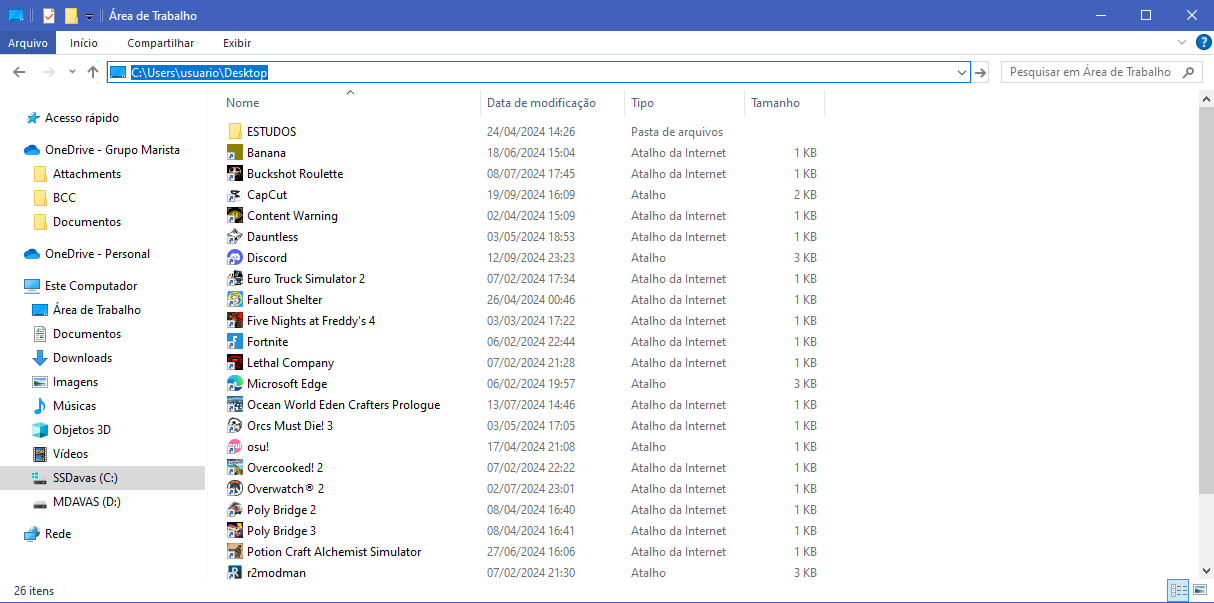 Área de Trabalho
Arquivo Início Compartilhar Exibir
C:\Users\usuario\Desktop Pesquisar em Área de Trabalho
Nome Data de modificação Tipo Tamanho
Acesso rápido
OneDrive - Grupo Marista
Attachments
BCC
Documentos
OneDrive - Personal
Este Computador
Área de Trabalho
Documentos
Downloads
Imagens
Músicas
Objetos 3D
Vídeos
SSDavas (C:)
MDAVAS (D:)
Rede
ESTUDOS 24/04/2024 14:26 Pasta de arquivos
Banana 18/06/2024 15:04 Atalho da Internet 1 KB
Buckshot Roulette 08/07/2024 17:45 Atalho da Internet 1 KB
CapCut 19/09/2024 16:09 Atalho 2 KB
Content Warning 02/04/2024 15:09 Atalho da Internet 1 KB
Dauntless 03/05/2024 18:53 Atalho da Internet 1 KB
Discord 12/09/2024 23:23 Atalho 3 KB
Euro Truck Simulator 2 07/02/2024 17:34 Atalho da Internet 1 KB
Fallout Shelter 26/04/2024 00:46 Atalho da Internet 1 KB
Five Nights at Freddy's 4 03/03/2024 17:22 Atalho da Internet 1 KB
Fortnite 06/02/2024 22:44 Atalho da Internet 1 KB
Lethal Company 07/02/2024 21:28 Atalho da Internet 1 KB
Microsoft Edge 06/02/2024 19:57 Atalho 3 KB
Ocean World Eden Crafters Prologue 13/07/2024 14:46 Atalho da Internet 1 KB
Orcs Must Die! 3 03/05/2024 17:05 Atalho da Internet 1 KB
osu! 17/04/2024 21:08 Atalho 1 KB
Overcooked! 2 07/02/2024 22:22 Atalho da Internet 1 KB
Overwatch® 2 02/07/2024 23:01 Atalho da Internet 1 KB
Poly Bridge 2 08/04/2024 16:40 Atalho da Internet 1 KB
Poly Bridge 3 08/04/2024 16:41 Atalho da Internet 1 KB
Potion Craft Alchemist Simulator 27/06/2024 16:06 Atalho da Internet 1 KB
r2modman 07/02/2024 21:30 Atalho 3 KB
26 itens